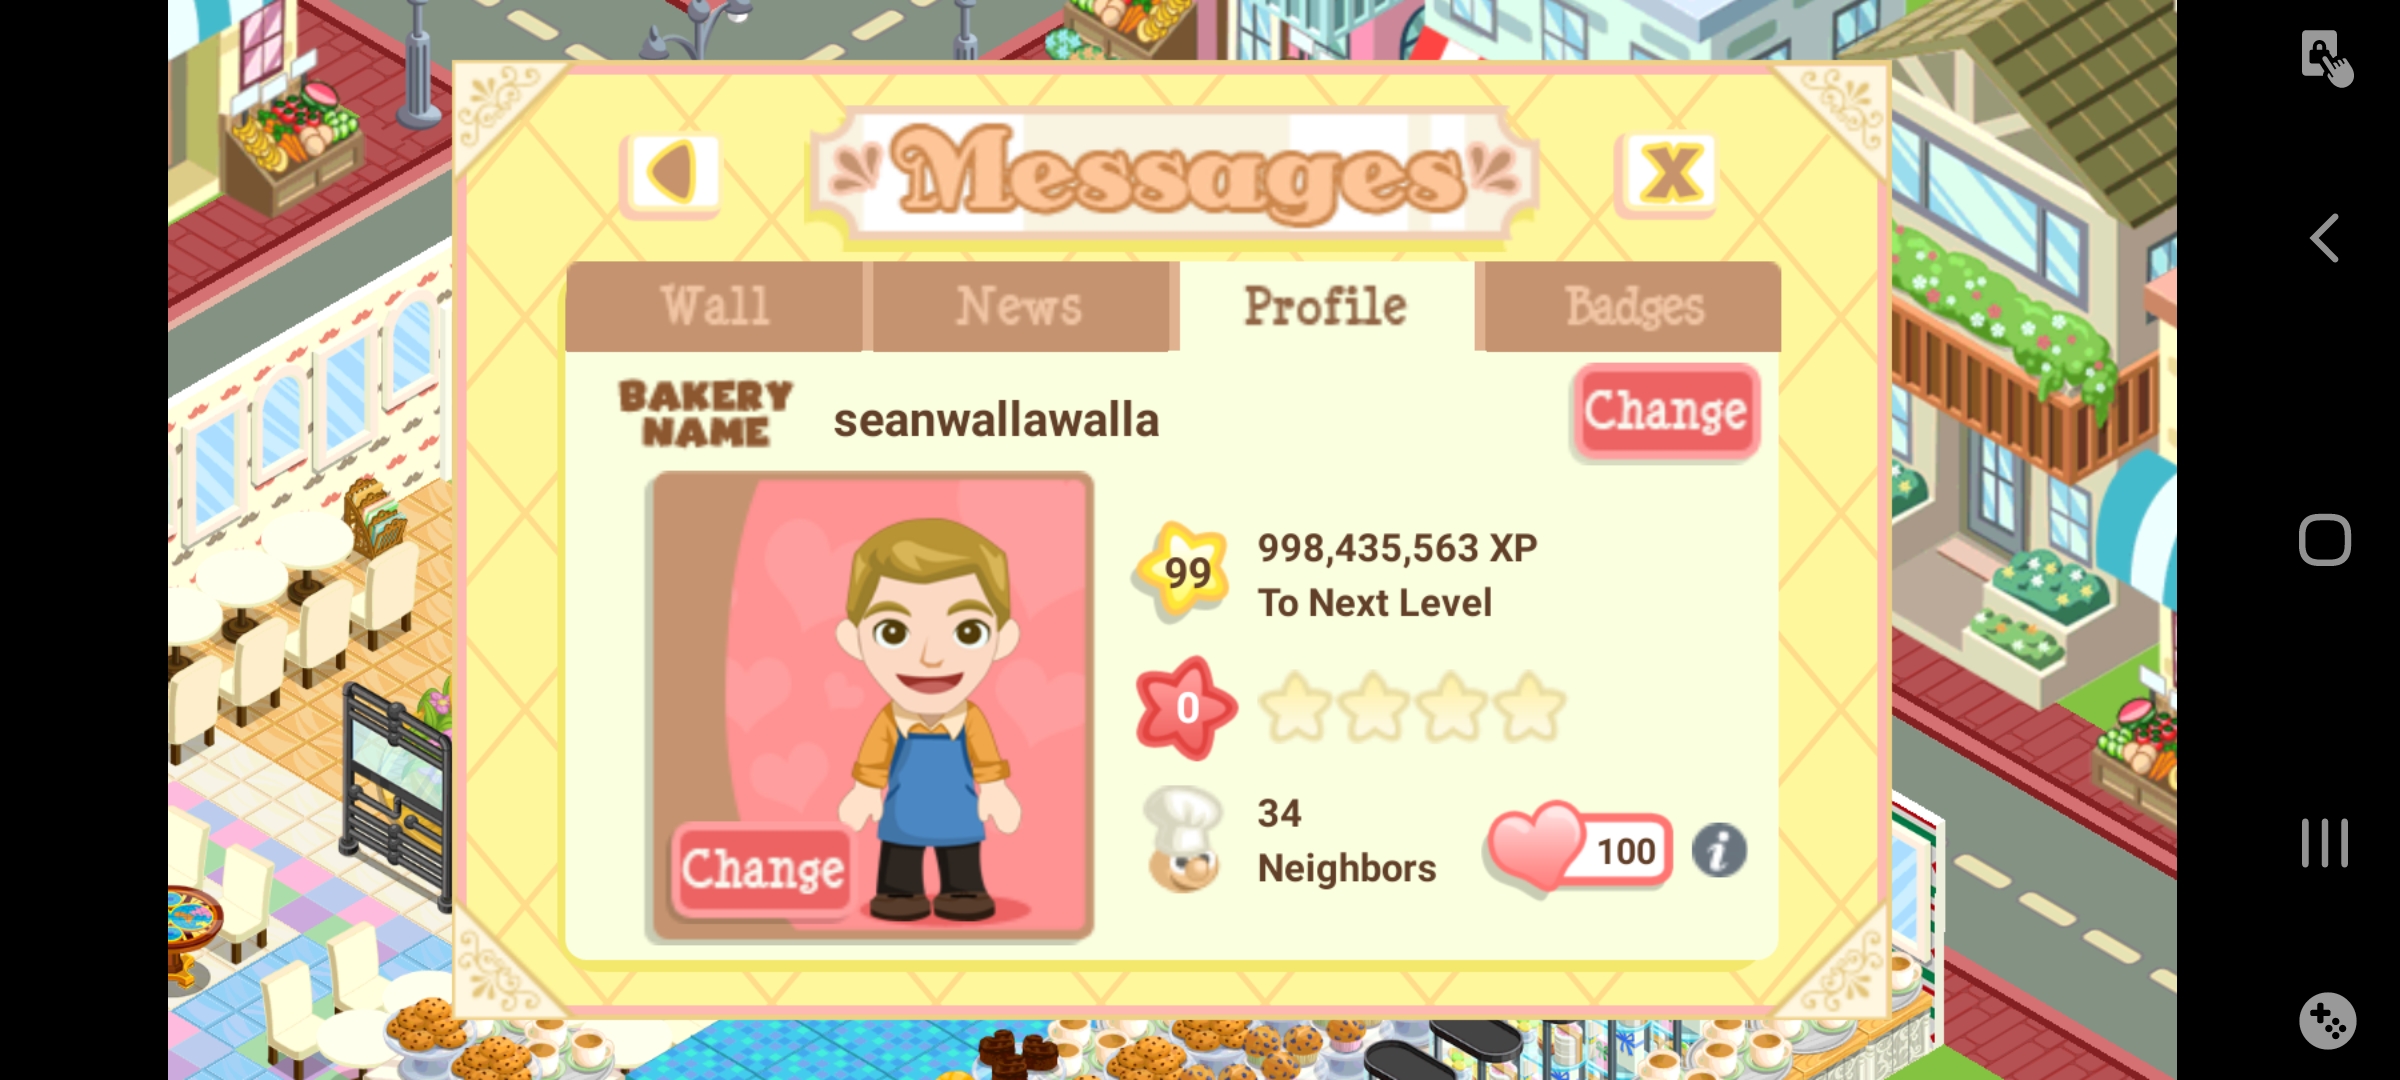 Messages
X
Wall
News
Profile
Badges
BAKERY
NAME
seanwallawalla
Change
99
998,435,563 XP
To Next Level
0
34
Neighbors
100
i
Change